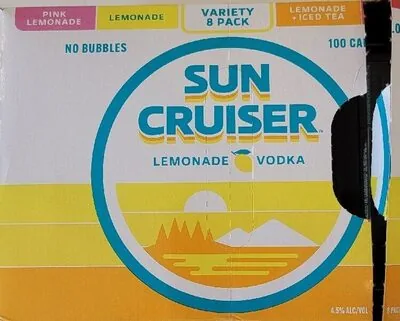 PINK
LEMONADE
LEMONADE
VARIETY
8 PACK
LEMONADE
+ ICED TEA
NO BUBBLES
100 CAL
SUN
CRUISER
LEMONADE VODKA
4.5% ALC/VOL